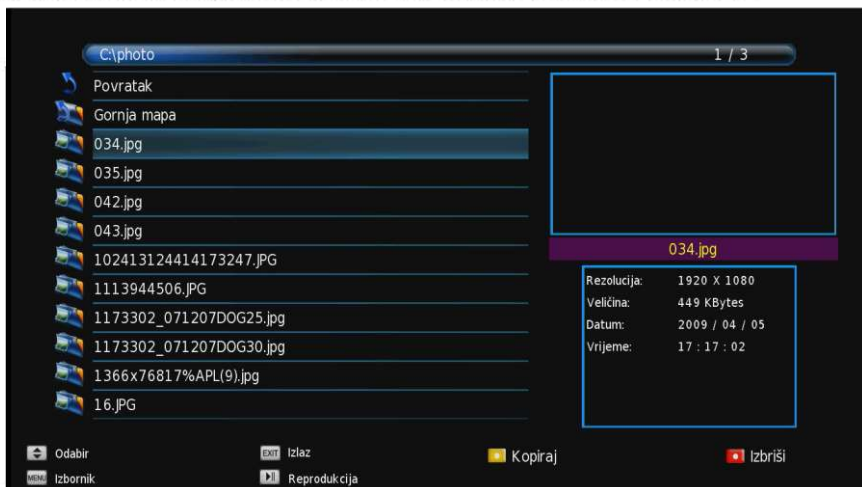 C:\photo 1 / 3
Povratak
Gornja mapa
034.jpg
035.jpg
042.jpg
043.jpg
102413124414173247.JPG
1113944506.JPG
1173302_071207DOG25.jpg
1173302_071207DOG30.jpg
1366x76817%APL(9).jpg
16.JPG
034.jpg
Rezolucija: 1920 X 1080
Veličina: 449 KBytes
Datum: 2009 / 04 / 05
Vrijeme: 17 : 17 : 02
Odabir EXIT Izlaz Kopiraj Izbriši
MENU Izbornik Reprodukcija